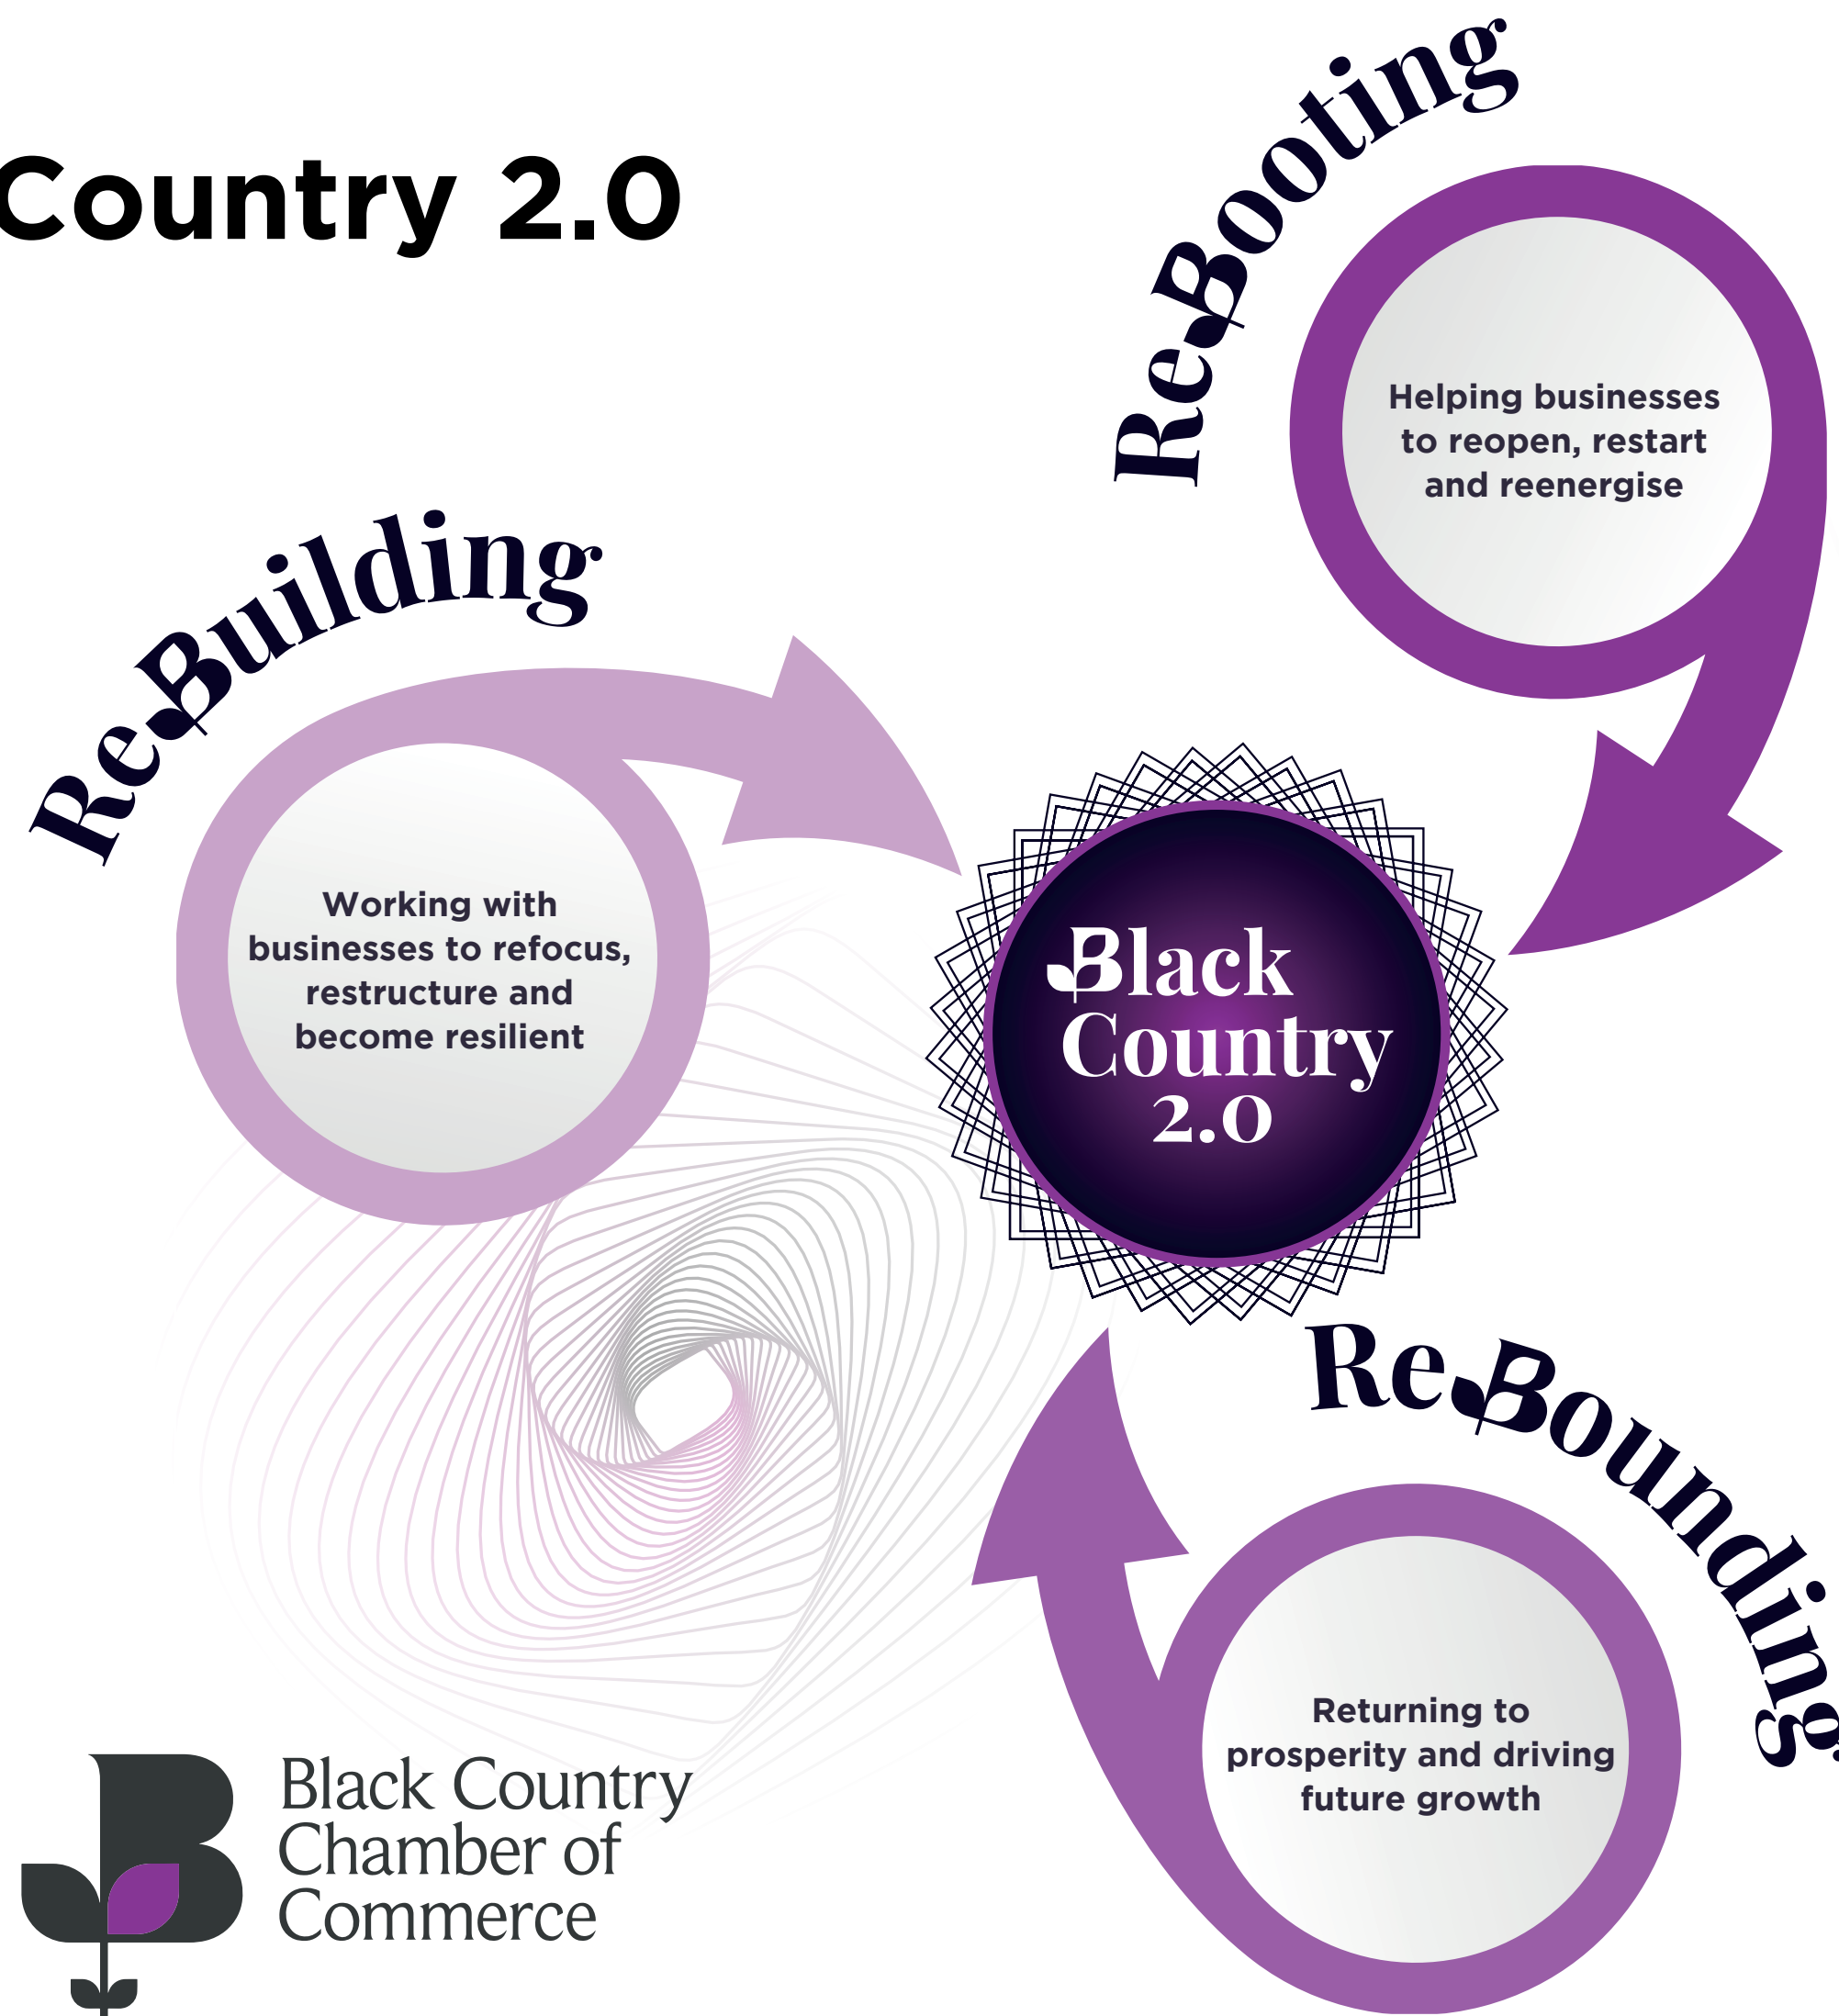 Country 2.0
ReBooting
Helping businesses
to reopen, restart
and reenergise
ReBuilding
Working with
businesses to refocus,
restructure and
become resilient
Black
Country
2.0
ReBounding
Returning to
prosperity and driving
future growth
Black Country
Chamber of
Commerce